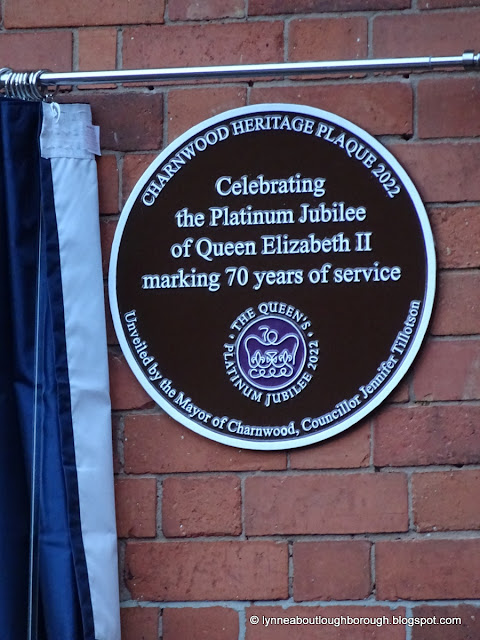 CHARNWOOD HERITAGE PLAQUE 2022
Celebrating
the Platinum Jubilee
of Queen Elizabeth II
marking 70 years of service
THE QUEEN'S
70
PLATINUM JUBILEE 2022
Unveiled by the Mayor of Charnwood, Councillor Jennifer Tillotson
© lynneaboutloughborough.blogspot.com